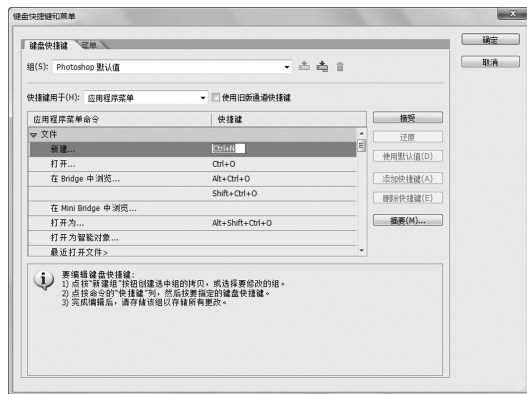 键盘快捷键和菜单
键盘快捷键 菜单
确定
组(S): Photoshop 默认值
取消
快捷键用于(H): 应用程序菜单 使用旧版通道快捷键
应用程序菜单命令 快捷键
接受
文件
还原
新建... Ctrl+N
使用默认值(D)
打开... Ctrl+O
在 Bridge 中浏览... Alt+Ctrl+O
添加快捷键(A)
Shift+Ctrl+O
删除快捷键(E)
在 Mini Bridge 中浏览...
打开为... Alt+Shift+Ctrl+O
摘要(M)...
打开为智能对象...
最近打开文件>
要编辑键盘快捷键:
1) 点按“新建组”按钮创建选中组的拷贝，或选择要修改的组。
2) 点按命令的“快捷键”列，然后按要指定的键盘快捷键。
3) 完成编辑后，请存储该组以存储所有更改。